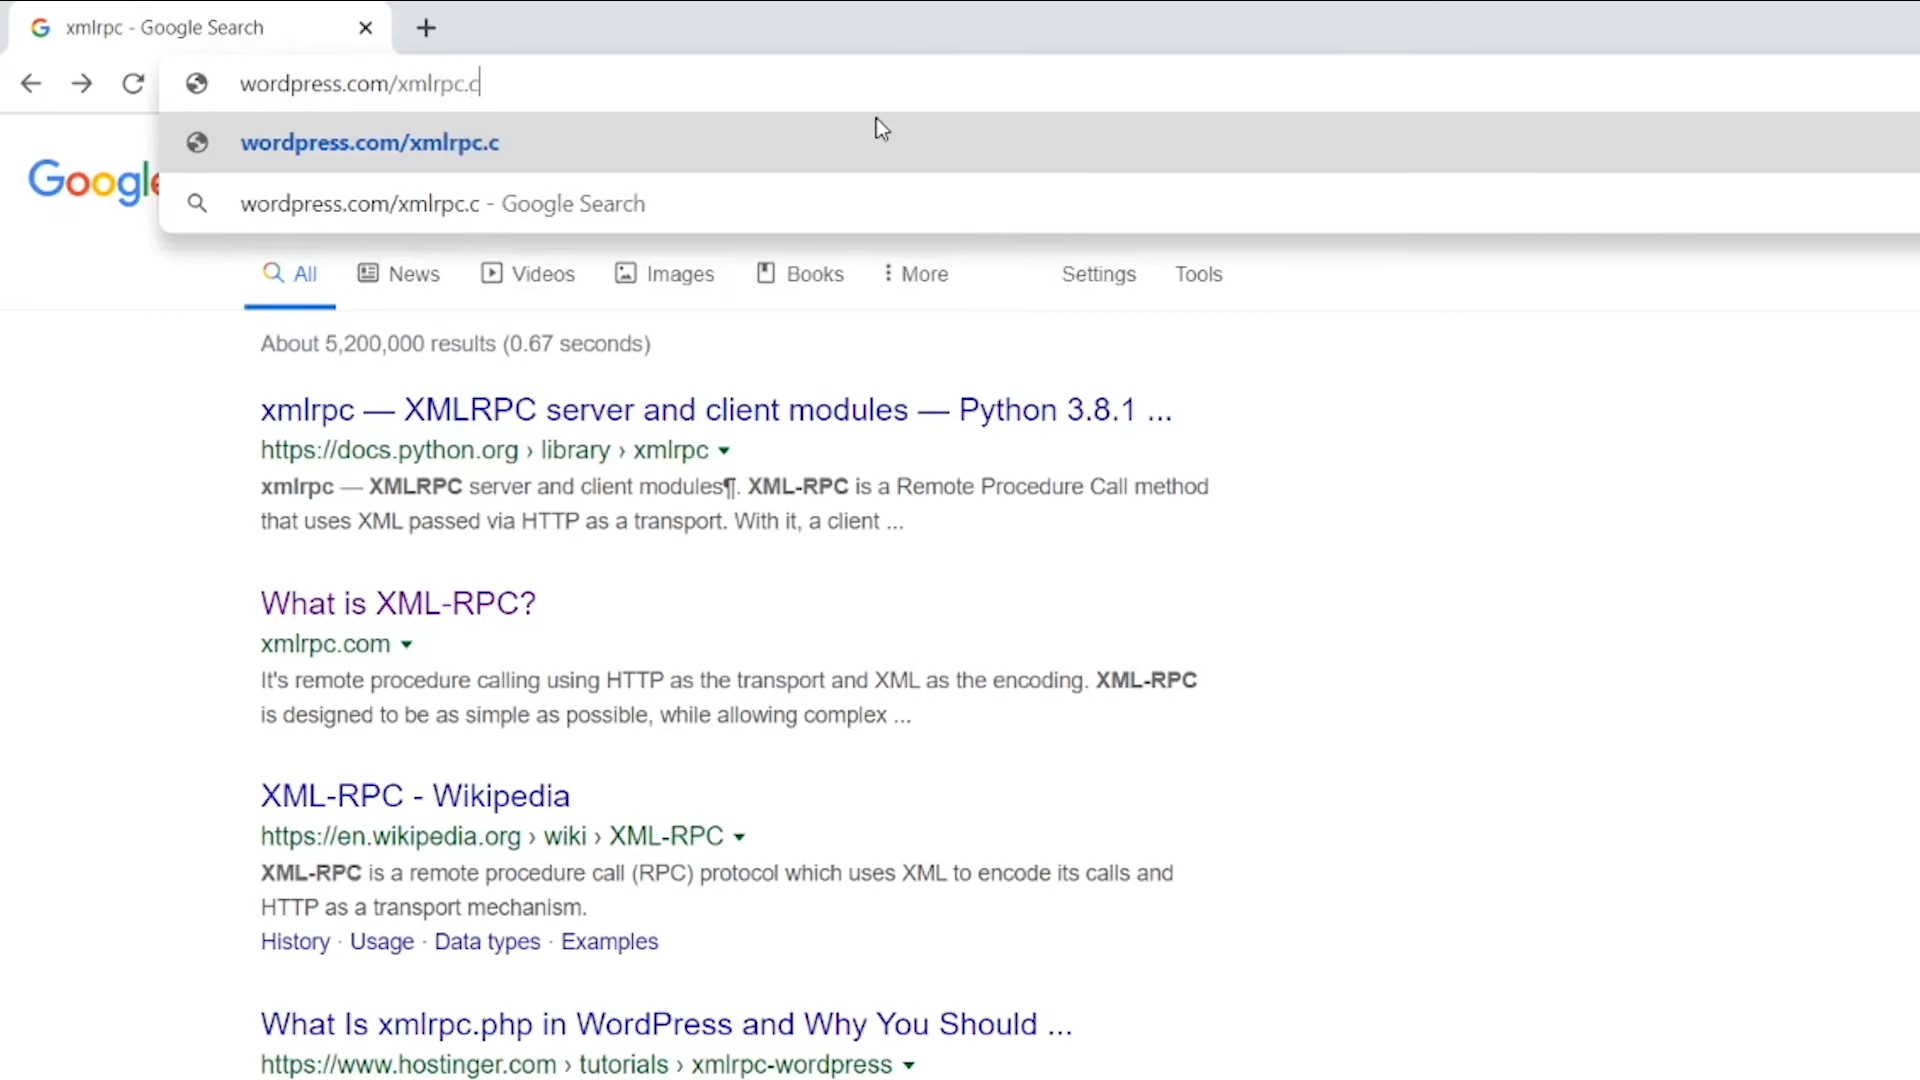 xmlrpc - Google Search
wordpress.com/xmlrpc.c
wordpress.com/xmlrpc.c
wordpress.com/xmlrpc.c - Google Search
Google
All News Videos Images Books More Settings Tools
About 5,200,000 results (0.67 seconds)
xmlrpc — XMLRPC server and client modules — Python 3.8.1 ...
https://docs.python.org › library › xmlrpc
xmlrpc — XMLRPC server and client modules¶. XML-RPC is a Remote Procedure Call method
that uses XML passed via HTTP as a transport. With it, a client ...
What is XML-RPC?
xmlrpc.com
It's remote procedure calling using HTTP as the transport and XML as the encoding. XML-RPC
is designed to be as simple as possible, while allowing complex ...
XML-RPC - Wikipedia
https://en.wikipedia.org › wiki › XML-RPC
XML-RPC is a remote procedure call (RPC) protocol which uses XML to encode its calls and
HTTP as a transport mechanism.
History · Usage · Data types · Examples
What Is xmlrpc.php in WordPress and Why You Should ...
https://www.hostinger.com › tutorials › xmlrpc-wordpress